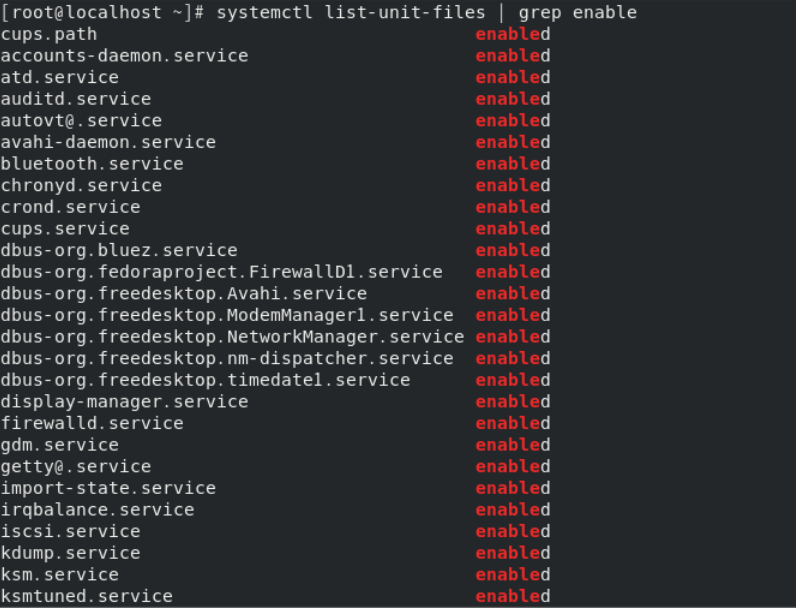 [root@localhost ~]# systemctl list-unit-files | grep enable
cups.path enabled
accounts-daemon.service enabled
atd.service enabled
auditd.service enabled
autovt@.service enabled
avahi-daemon.service enabled
bluetooth.service enabled
chronyd.service enabled
crond.service enabled
cups.service enabled
dbus-org.bluez.service enabled
dbus-org.fedoraproject.FirewallD1.service enabled
dbus-org.freedesktop.Avahi.service enabled
dbus-org.freedesktop.ModemManager1.service enabled
dbus-org.freedesktop.NetworkManager.service enabled
dbus-org.freedesktop.nm-dispatcher.service enabled
dbus-org.freedesktop.timedate1.service enabled
display-manager.service enabled
firewalld.service enabled
gdm.service enabled
getty@.service enabled
import-state.service enabled
irqbalance.service enabled
iscsi.service enabled
kdump.service enabled
ksm.service enabled
ksmtuned.service enabled